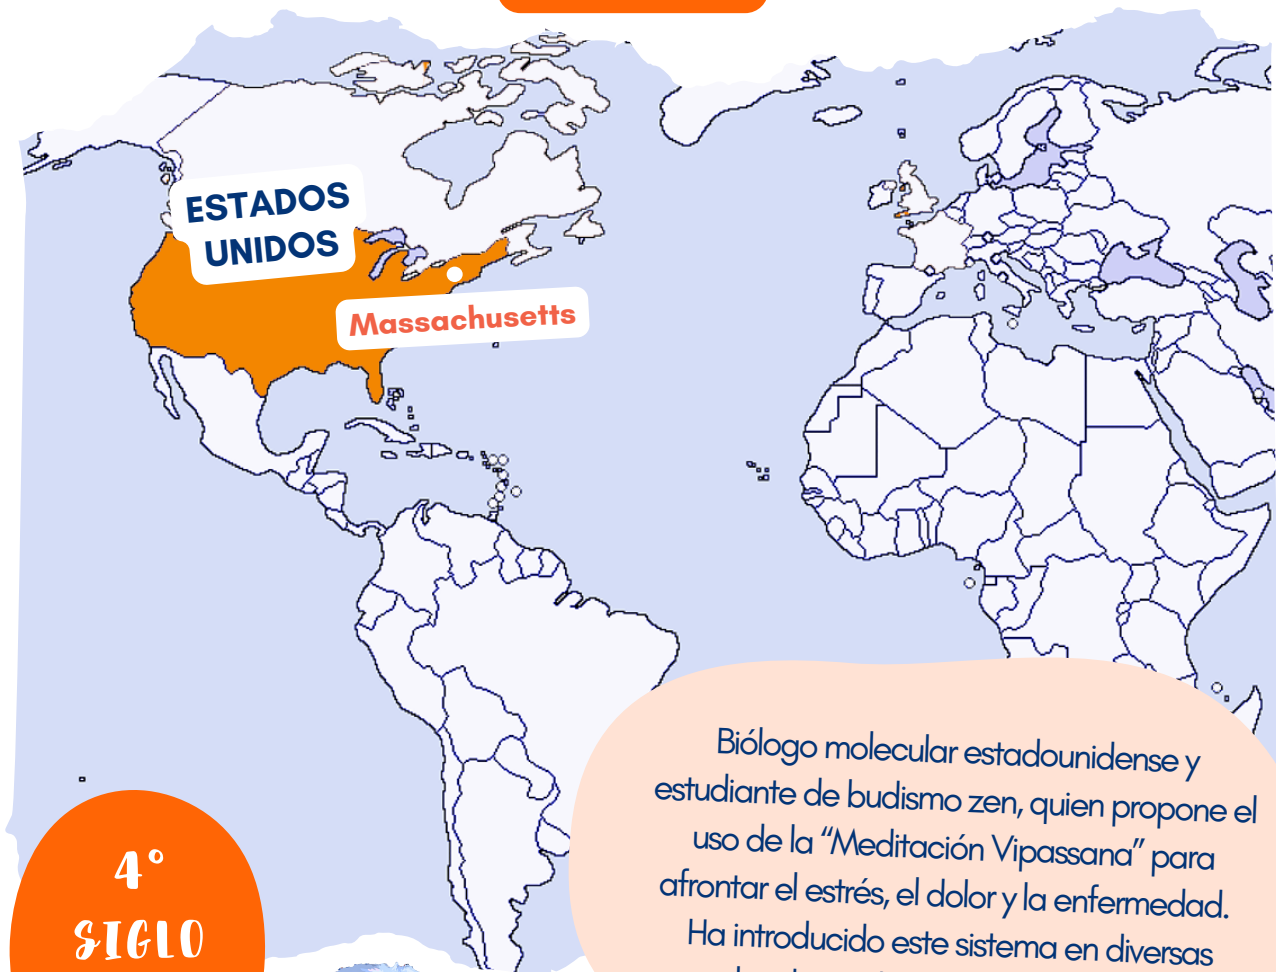 ESTADOS
UNIDOS
Massachusetts
Biólogo molecular estadounidense y
estudiante de budismo zen, quien propone el
uso de la “Meditación Vipassana” para
afrontar el estrés, el dolor y la enfermedad.
Ha introducido este sistema en diversas
4°
SIGLO